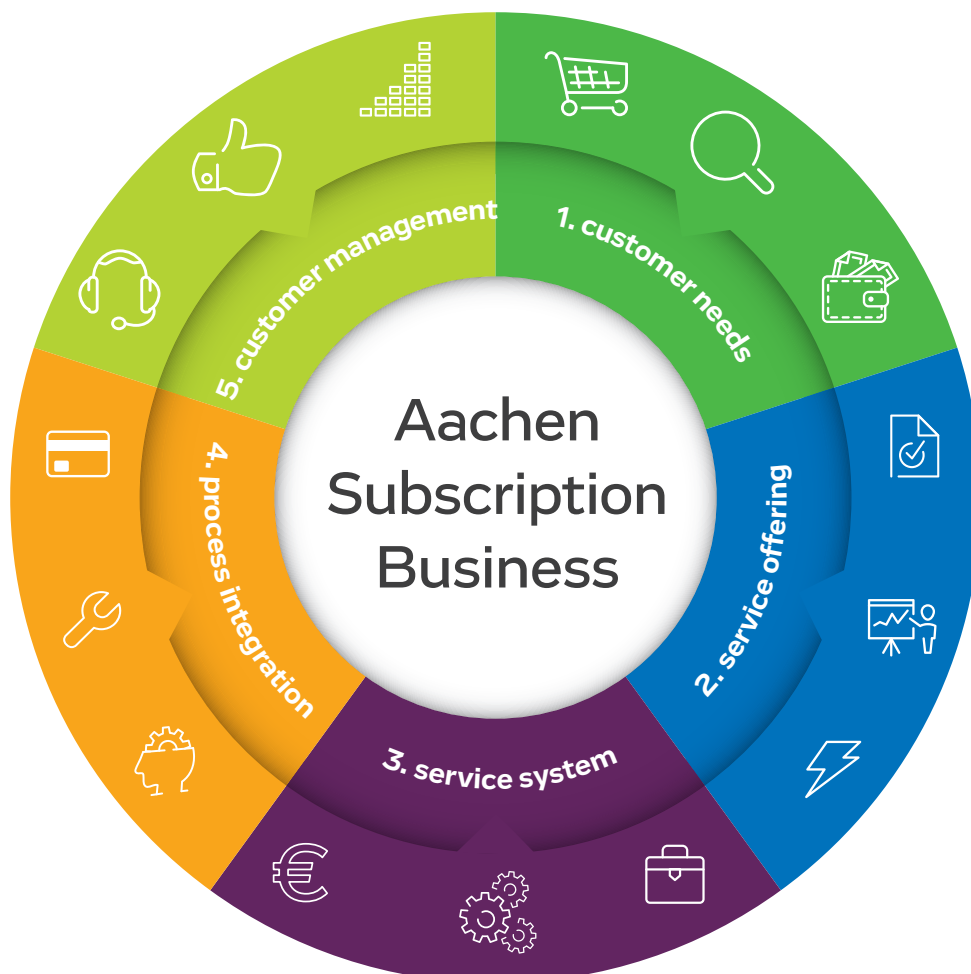 Aachen
Subscription
Business
1. customer needs
2. service offering
3. service system
4. process integration
5. customer management